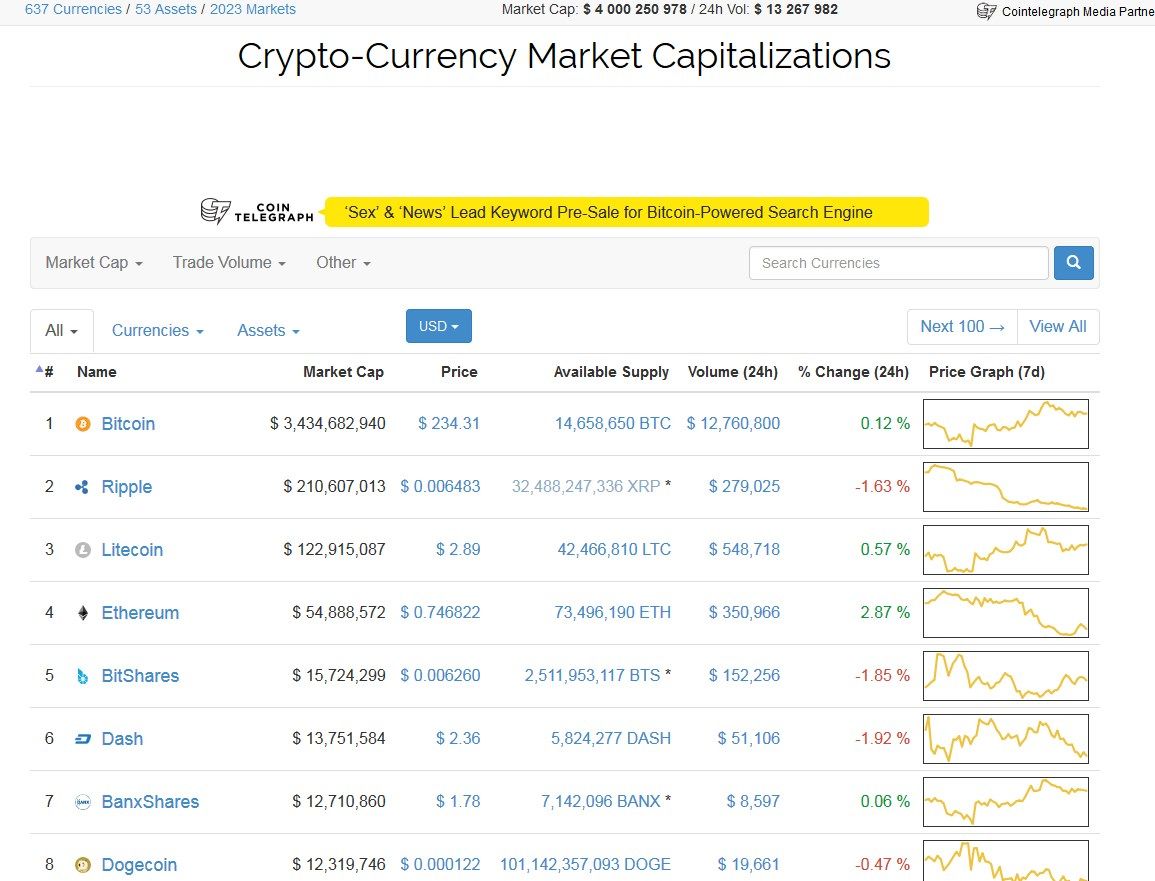 637 Currencies / 53 Assets / 2023 Markets Market Cap: $ 4 000 250 978 / 24h Vol: $ 13 267 982 Cointelegraph Media Partne
Crypto-Currency Market Capitalizations
COIN TELEGRAPH ‘Sex’ & ‘News’ Lead Keyword Pre-Sale for Bitcoin-Powered Search Engine
Market Cap Trade Volume Other Search Currencies
All Currencies Assets USD Next 100 → View All
# Name Market Cap Price Available Supply Volume (24h) % Change (24h) Price Graph (7d)
1 Bitcoin $ 3,434,682,940 $ 234.31 14,658,650 BTC $ 12,760,800 0.12 %
2 Ripple $ 210,607,013 $ 0.006483 32,488,247,336 XRP * $ 279,025 -1.63 %
3 Litecoin $ 122,915,087 $ 2.89 42,466,810 LTC $ 548,718 0.57 %
4 Ethereum $ 54,888,572 $ 0.746822 73,496,190 ETH $ 350,966 2.87 %
5 BitShares $ 15,724,299 $ 0.006260 2,511,953,117 BTS * $ 152,256 -1.85 %
6 Dash $ 13,751,584 $ 2.36 5,824,277 DASH $ 51,106 -1.92 %
7 BanxShares $ 12,710,860 $ 1.78 7,142,096 BANX * $ 8,597 0.06 %
8 Dogecoin $ 12,319,746 $ 0.000122 101,142,357,093 DOGE $ 19,661 -0.47 %